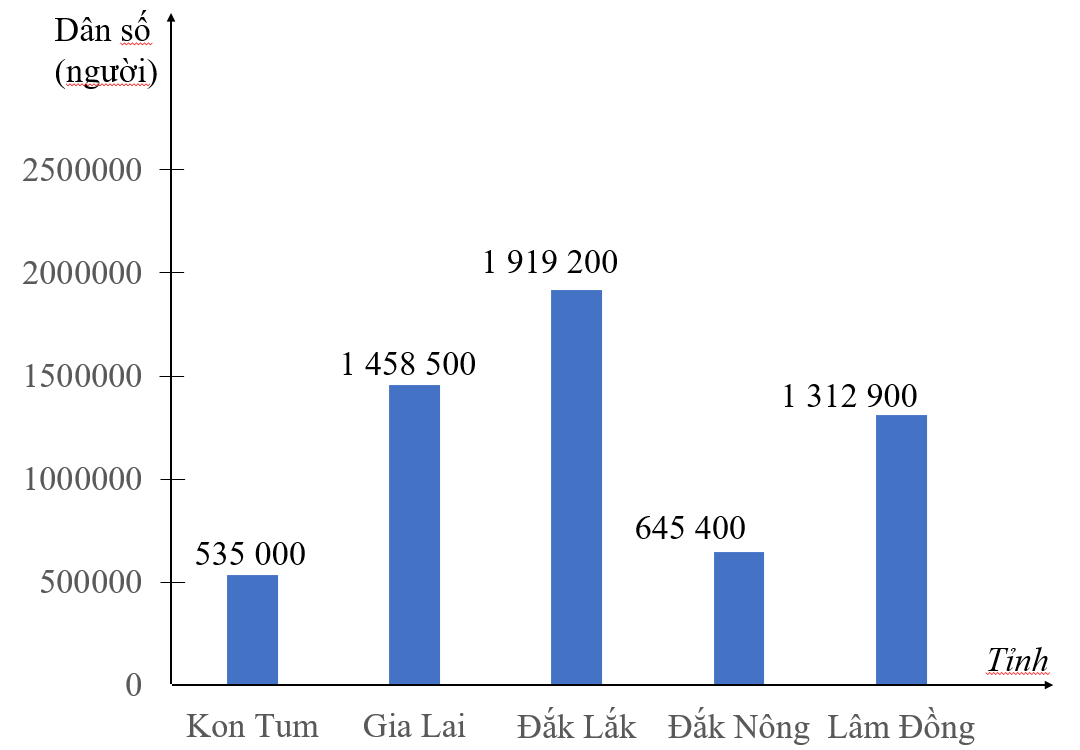 Dân số
(người)
2500000
2000000
1500000
1000000
500000
0
535 000
1 458 500
1 919 200
645 400
1 312 900
Tỉnh
Kon Tum
Gia Lai
Đắk Lắk
Đắk Nông
Lâm Đồng